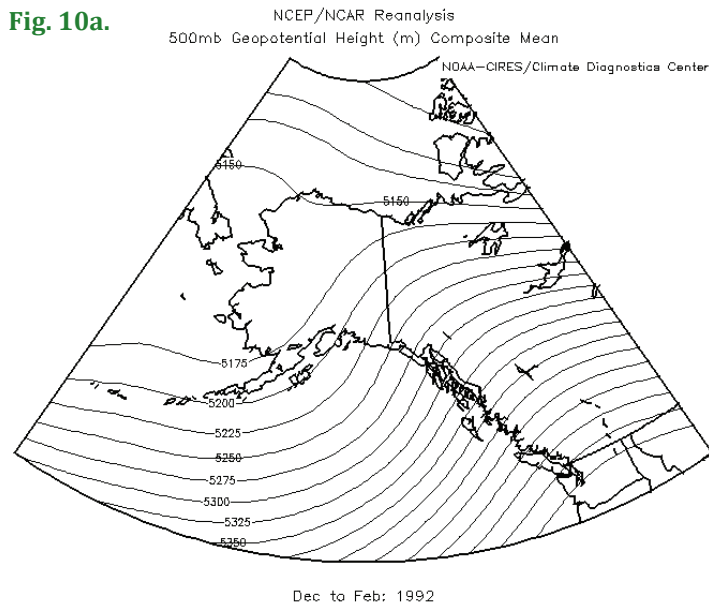 Fig. 10a.
NCEP/NCAR Reanalysis
500mb Geopotential Height (m) Composite Mean
NOAA-CIRES/Climate Diagnostics Center
5150
5150
5175
5200
5225
5250
5275
5300
5325
5350
Dec to Feb: 1992